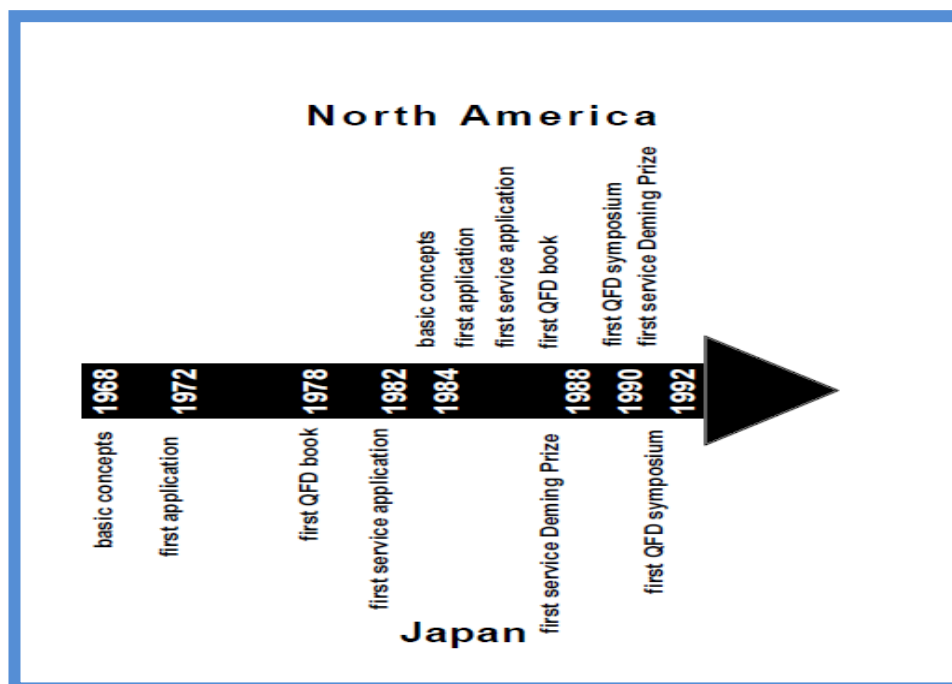 North America
basic concepts
first application
first service application
first QFD book
first QFD symposium
first service Deming Prize
1968
1972
1978
1982
1984
1988
1990
1992
basic concepts
first application
first QFD book
first service application
first service Deming Prize
first QFD symposium
Japan